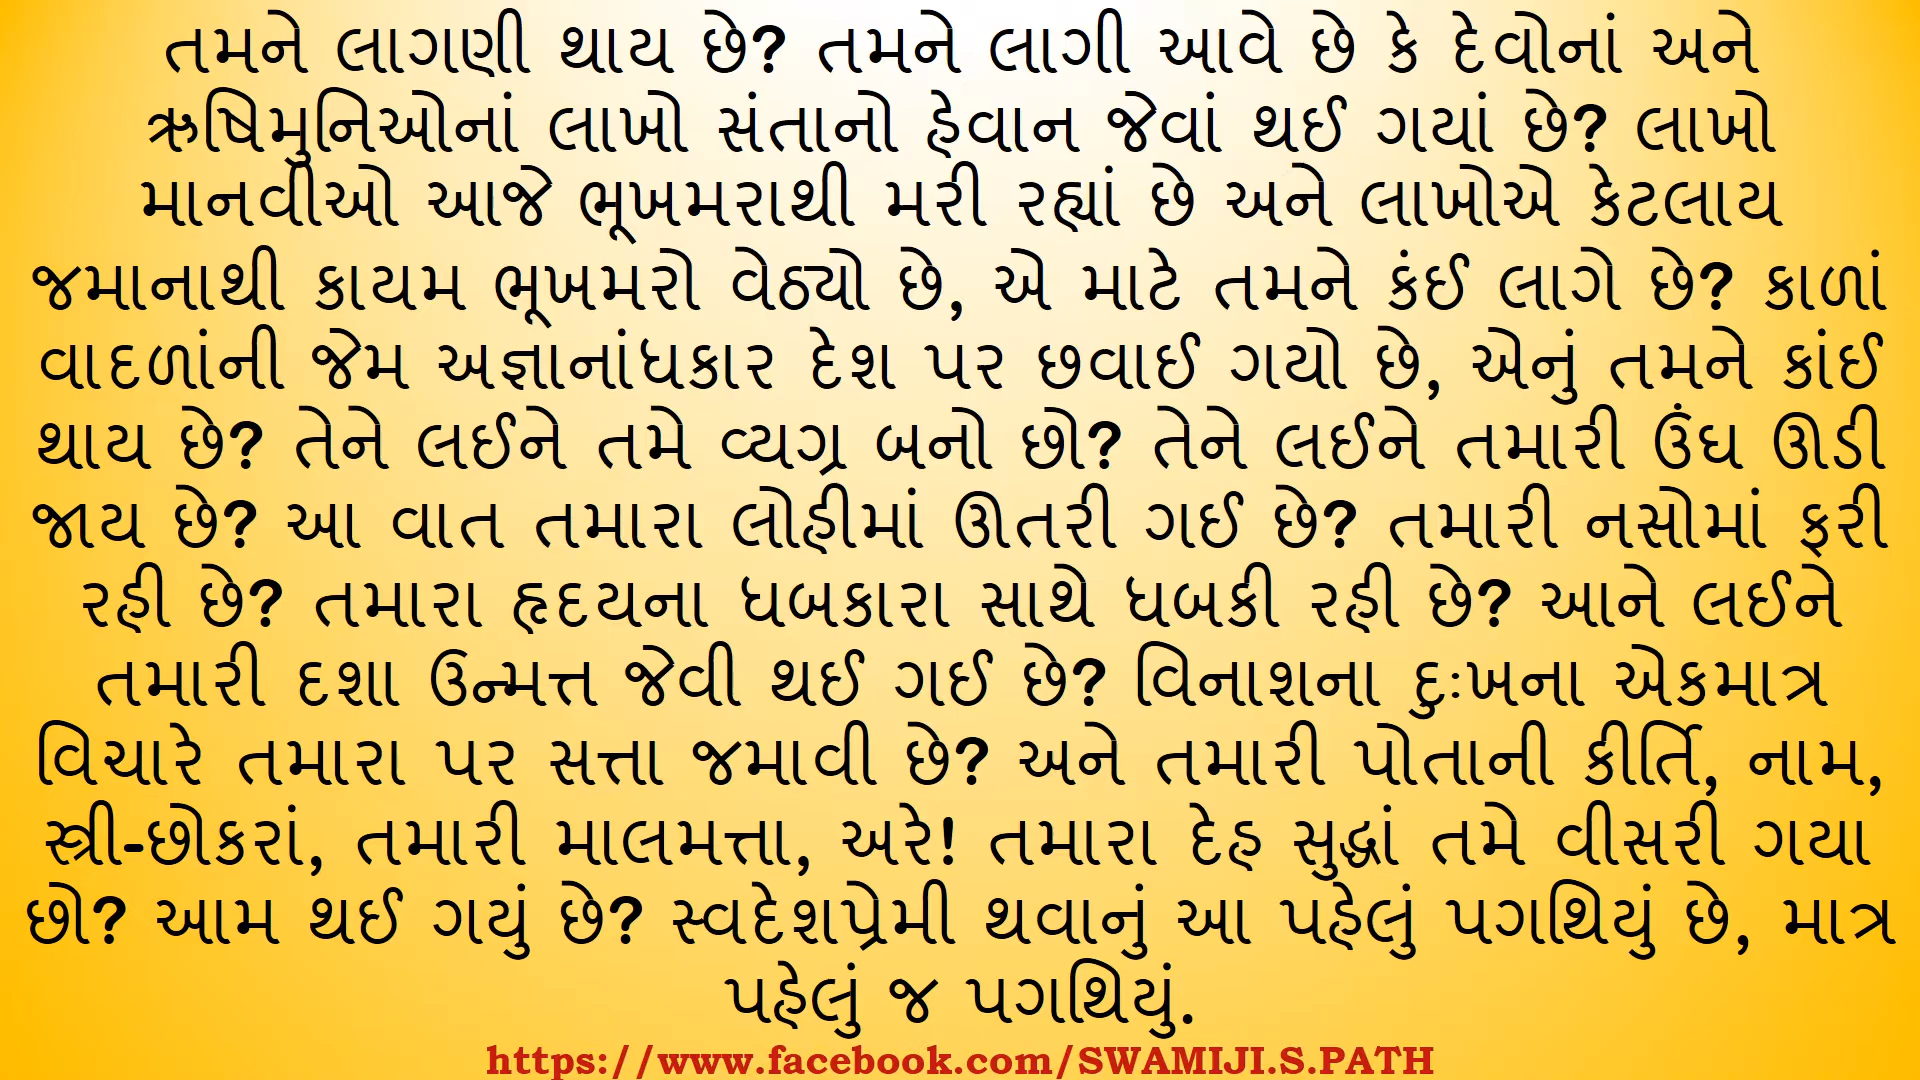 તમને લાગણી થાય છે? તમને લાગી આવે છે કે દેવોનાં અને
ઋષિમુનિઓનાં લાખો સંતાનો હેવાન જેવાં થઈ ગયાં છે? લાખો
માનવીઓ આજે ભૂખમરાથી મરી રહ્યાં છે અને લાખોએ કેટલાય
જમાનાથી કાયમ ભૂખમરો વેઠ્યો છે, એ માટે તમને કંઈ લાગે છે? કાળાં
વાદળાંની જેમ અજ્ઞાનાંધકાર દેશ પર છવાઈ ગયો છે, એનું તમને કાંઈ
થાય છે? તેને લઈને તમે વ્યગ્ર બનો છો? તેને લઈને તમારી ઉંઘ ઊડી
જાય છે? આ વાત તમારા લોહીમાં ઊતરી ગઈ છે? તમારી નસોમાં ફરી
રહી છે? તમારા હૃદયના ધબકારા સાથે ધબકી રહી છે? આને લઈને
તમારી દશા ઉન્મત્ત જેવી થઈ ગઈ છે? વિનાશના દુઃખના એકમાત્ર
વિચારે તમારા પર સત્તા જમાવી છે? અને તમારી પોતાની કીર્તિ, નામ,
સ્ત્રી-છોકરાં, તમારી માલમત્તા, અરે! તમારા દેહ સુદ્ધાં તમે વીસરી ગયા
છો? આમ થઈ ગયું છે? સ્વદેશપ્રેમી થવાનું આ પહેલું પગથિયું છે, માત્ર
પહેલું જ પગથિયું.
https://www.facebook.com/SWAMIJI.S.PATH